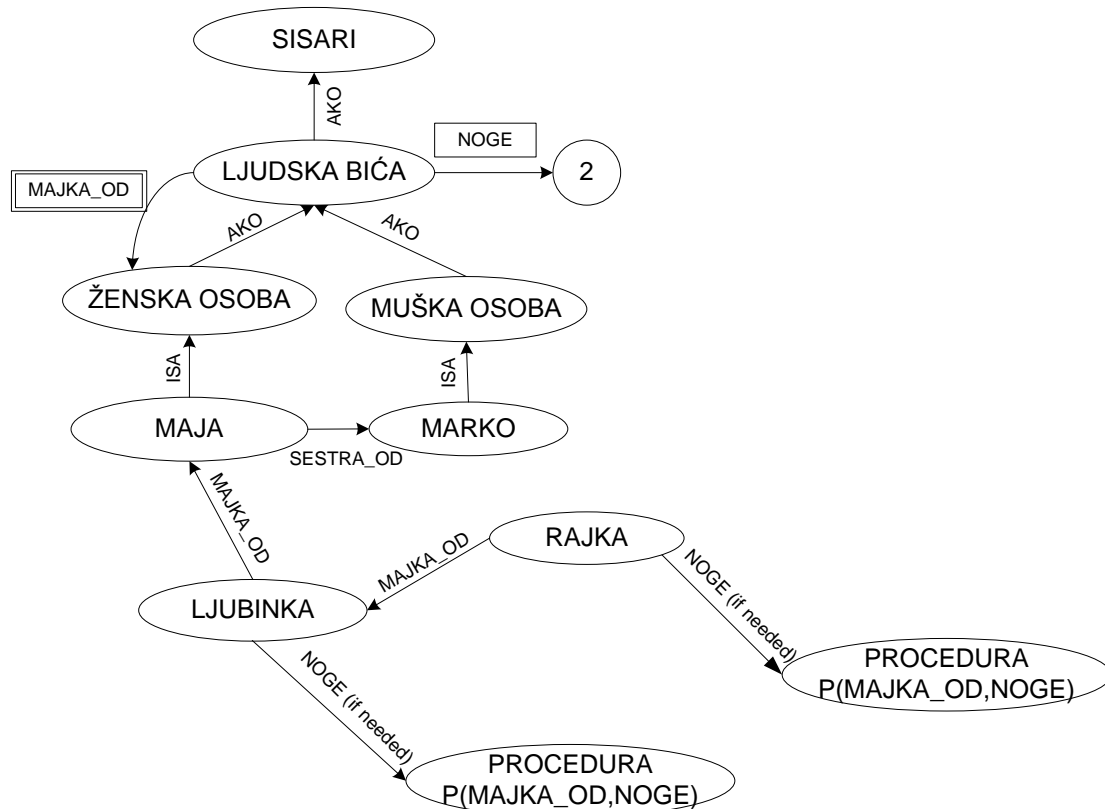 SISARI
AKO
NOGE
LJUDSKA BIĆA
2
MAJKA_OD
AKO
AKO
ŽENSKA OSOBA
MUŠKA OSOBA
ISA
ISA
MAJA
MARKO
SESTRA_OD
MAJKA_OD
RAJKA
MAJKA_OD
LJUBINKA
NOGE (if needed)
NOGE (if needed)
PROCEDURA
P(MAJKA_OD,NOGE)
PROCEDURA
P(MAJKA_OD,NOGE)